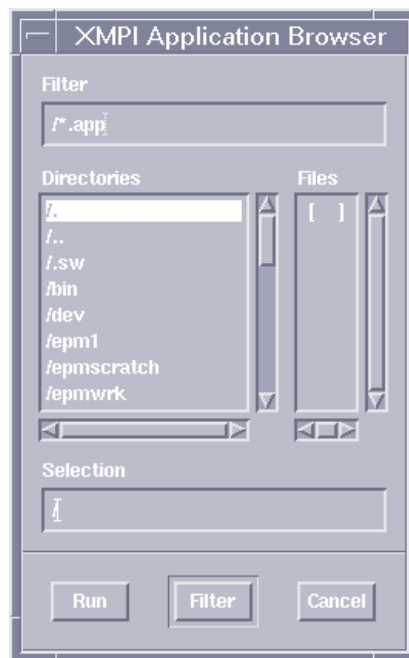 XMPI Application Browser
Filter
/*.app
Directories
Files
/.
[ ]
/..
/.sw
/bin
/dev
/epm1
/epmscratch
/epmwrk
Selection
/
Run
Filter
Cancel